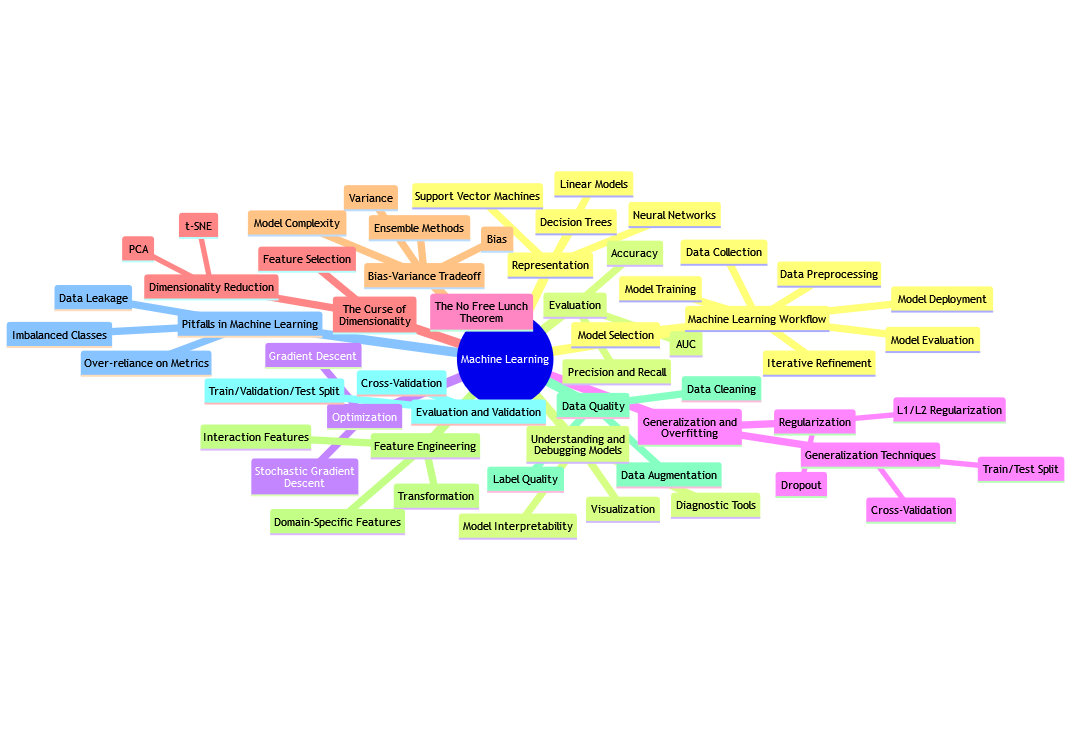 Linear Models
Variance
Support Vector Machines
Model Complexity
Ensemble Methods
Decision Trees
Neural Networks
t-SNE
PCA
Feature Selection
Bias
Bias-Variance Tradeoff
Representation
Accuracy
Data Collection
Data Preprocessing
Dimensionality Reduction
Data Leakage
The Curse of
Dimensionality
The No Free Lunch
Theorem
Evaluation
Model Training
Machine Learning Workflow
Model Deployment
Imbalanced Classes
Pitfalls in Machine Learning
Model Selection
AUC
Model Evaluation
Over-reliance on Metrics
Gradient Descent
Machine Learning
Precision and Recall
Iterative Refinement
Train/Validation/Test Split
Cross-Validation
Data Cleaning
Optimization
Evaluation and Validation
Data Quality
Generalization and
Overfitting
Regularization
L1/L2 Regularization
Interaction Features
Feature Engineering
Understanding and
Debugging Models
Generalization Techniques
Train/Test Split
Stochastic Gradient
Descent
Label Quality
Data Augmentation
Dropout
Transformation
Domain-Specific Features
Model Interpretability
Visualization
Diagnostic Tools
Cross-Validation